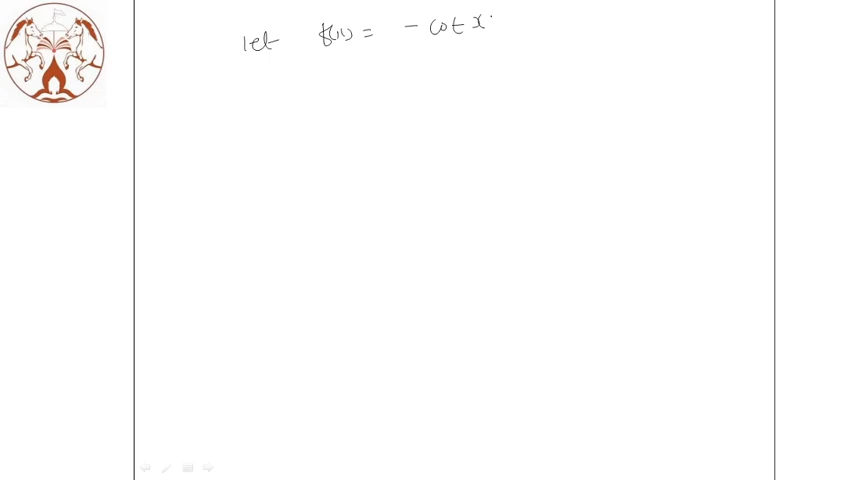 let f(x) = - cot x.